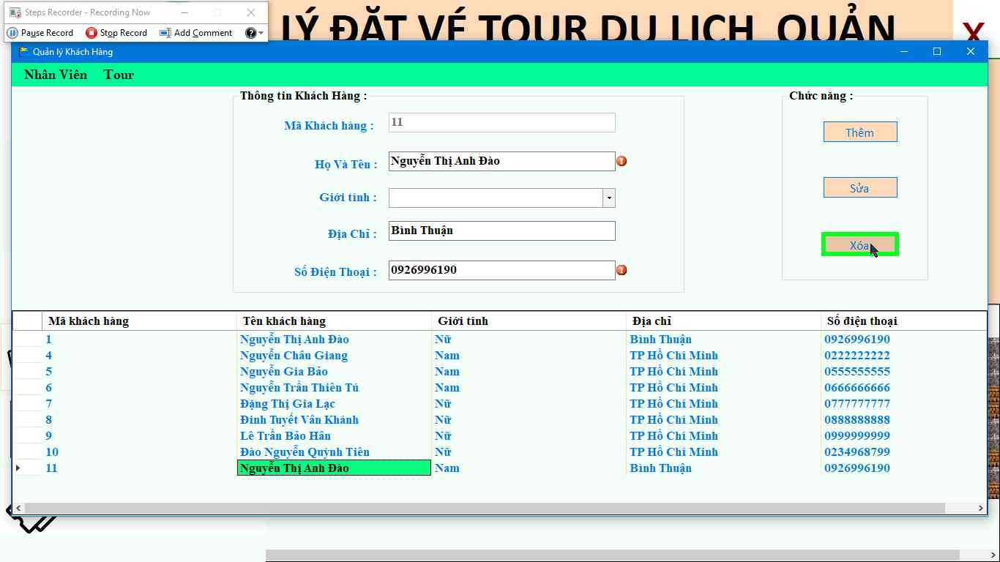 Steps Recorder - Recording Now
Pause Record Stop Record Add Comment
LÝ ĐẶT VÉ TOUR DU LỊCH QUẢN
X
Quản lý Khách Hàng
Nhân Viên Tour
Thông tin Khách Hàng :
Mã Khách hàng : 11
Họ Và Tên : Nguyễn Thị Anh Đào
Giới tính :
Địa Chỉ : Bình Thuận
Số Điện Thoại : 0926996190
Chức năng :
Thêm
Sửa
Xóa
Mã khách hàng Tên khách hàng Giới tính Địa chỉ Số điện thoại
1 Nguyễn Thị Anh Đào Nữ Bình Thuận 0926996190
4 Nguyễn Châu Giang Nam TP Hồ Chí Minh 0222222222
5 Nguyễn Gia Bảo Nam TP Hồ Chí Minh 0555555555
6 Nguyễn Trần Thiên Tú Nam TP Hồ Chí Minh 0666666666
7 Đặng Thị Gia Lạc Nữ TP Hồ Chí Minh 0777777777
8 Đinh Tuyết Vân Khánh Nữ TP Hồ Chí Minh 0888888888
9 Lê Trần Bảo Hân Nữ TP Hồ Chí Minh 0999999999
10 Đào Nguyễn Quỳnh Tiên Nữ TP Hồ Chí Minh 0234968799
11 Nguyễn Thị Anh Đào Nam Bình Thuận 0926996190